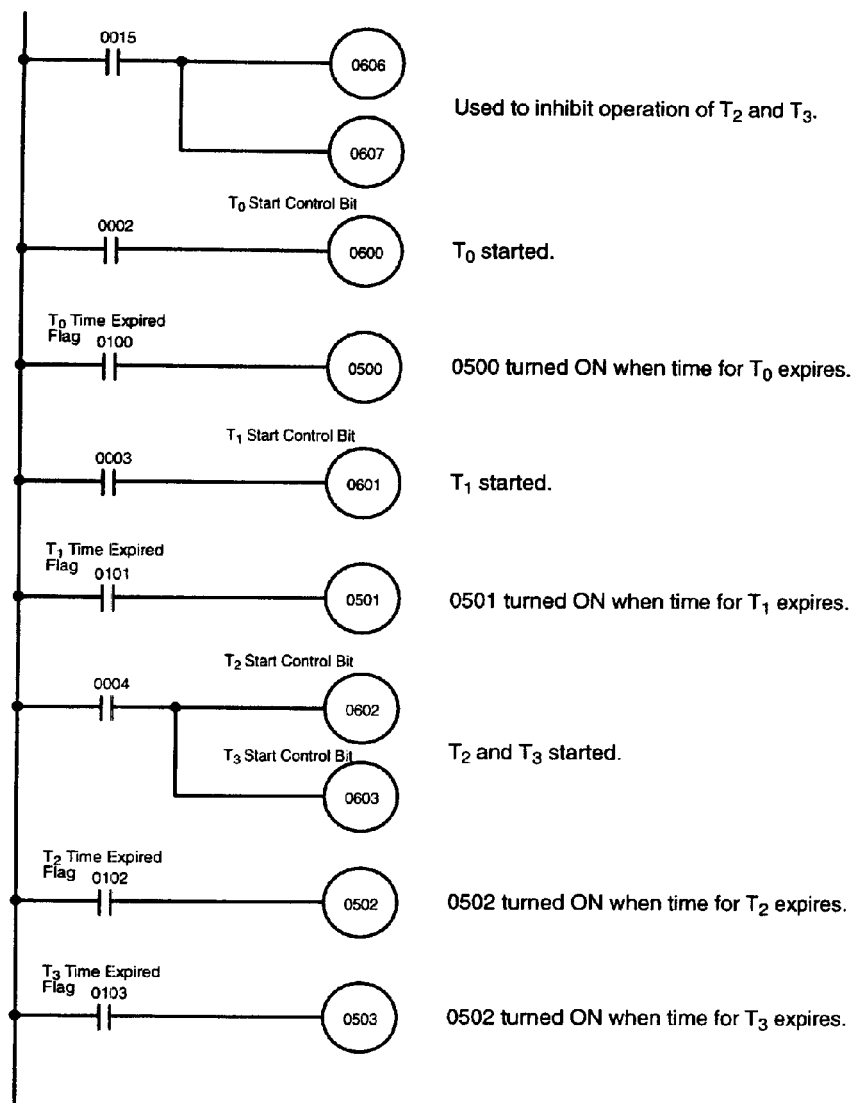 0015
0606
Used to inhibit operation of T2 and T3.
0607
T0 Start Control Bit
0002
0600
T0 started.
T0 Time Expired
Flag 0100
0500
0500 turned ON when time for T0 expires.
T1 Start Control Bit
0003
0601
T1 started.
T1 Time Expired
Flag 0101
0501
0501 turned ON when time for T1 expires.
T2 Start Control Bit
0004
0602
T3 Start Control Bit
T2 and T3 started.
0603
T2 Time Expired
Flag 0102
0502
0502 turned ON when time for T2 expires.
T3 Time Expired
Flag 0103
0503
0502 turned ON when time for T3 expires.